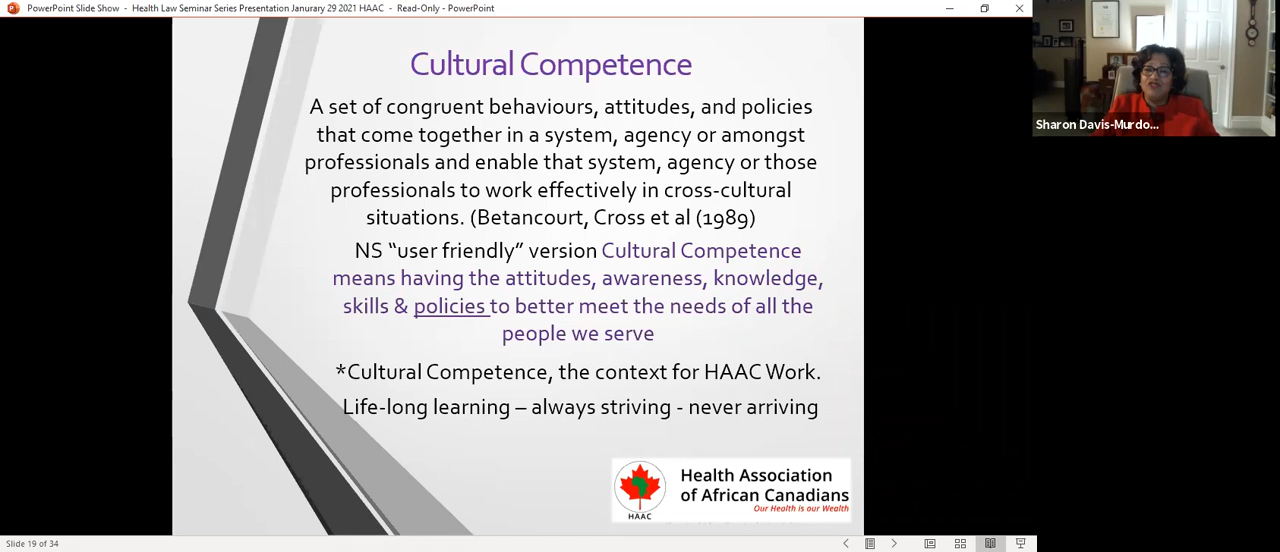 PowerPoint Slide Show - Health Law Seminar Series Presentation Janurary 29 2021 HAAC - Read-Only - PowerPoint
Cultural Competence
A set of congruent behaviours, attitudes, and policies
that come together in a system, agency or amongst
professionals and enable that system, agency or those
professionals to work effectively in cross-cultural
situations. (Betancourt, Cross et al (1989)
NS “user friendly” version Cultural Competence
means having the attitudes, awareness, knowledge,
skills & policies to better meet the needs of all the
people we serve
*Cultural Competence, the context for HAAC Work.
Life-long learning – always striving - never arriving
HAAC
Health Association
of African Canadians
Our Health is our Wealth
Slide 19 of 34
Sharon Davis-Murdo...